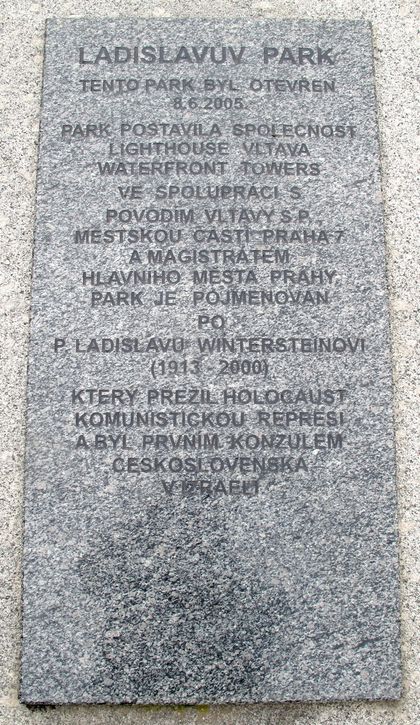 LADISLAVUV PARK
TENTO PARK BYL OTEVREN
8.6.2005.
PARK POSTAVILA SPOLECNOST
LIGHTHOUSE VLTAVA
WATERFRONT TOWERS
VE SPOLUPRACI S
POVODIM VLTAVY S.P.,
MESTSKOU CASTI PRAHA 7
A MAGISTRATEM
HLAVNIHO MESTA PRAHY.
PARK JE POJMENOVAN
PO
P. LADISLAVU WINTERSTEINOVI
(1913 - 2000)
KTERY PREZIL HOLOCAUST
KOMUNISTICKOU REPRESI
A BYL PRVNIM KONZULEM
CESKOSLOVENSKA
V IZRAELI